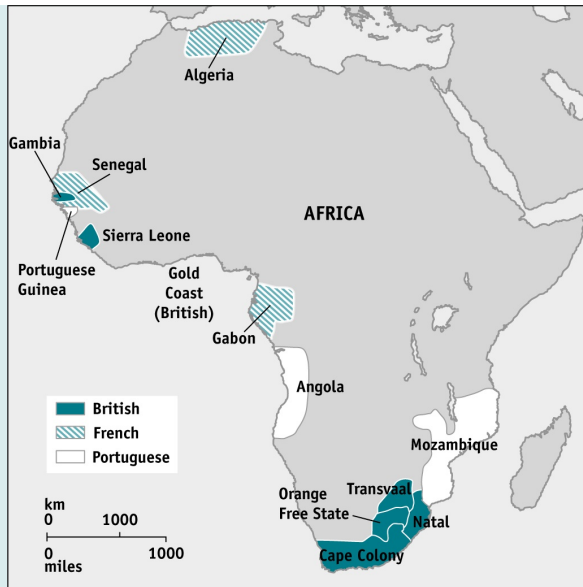 Algeria
Gambia
Senegal
AFRICA
Sierra Leone
Portuguese
Guinea
Gold
Coast
(British)
Gabon
Angola
British
French
Portuguese
Mozambique
km
0 1000
0 1000
miles
Orange
Free State
Transvaal
Natal
Cape Colony